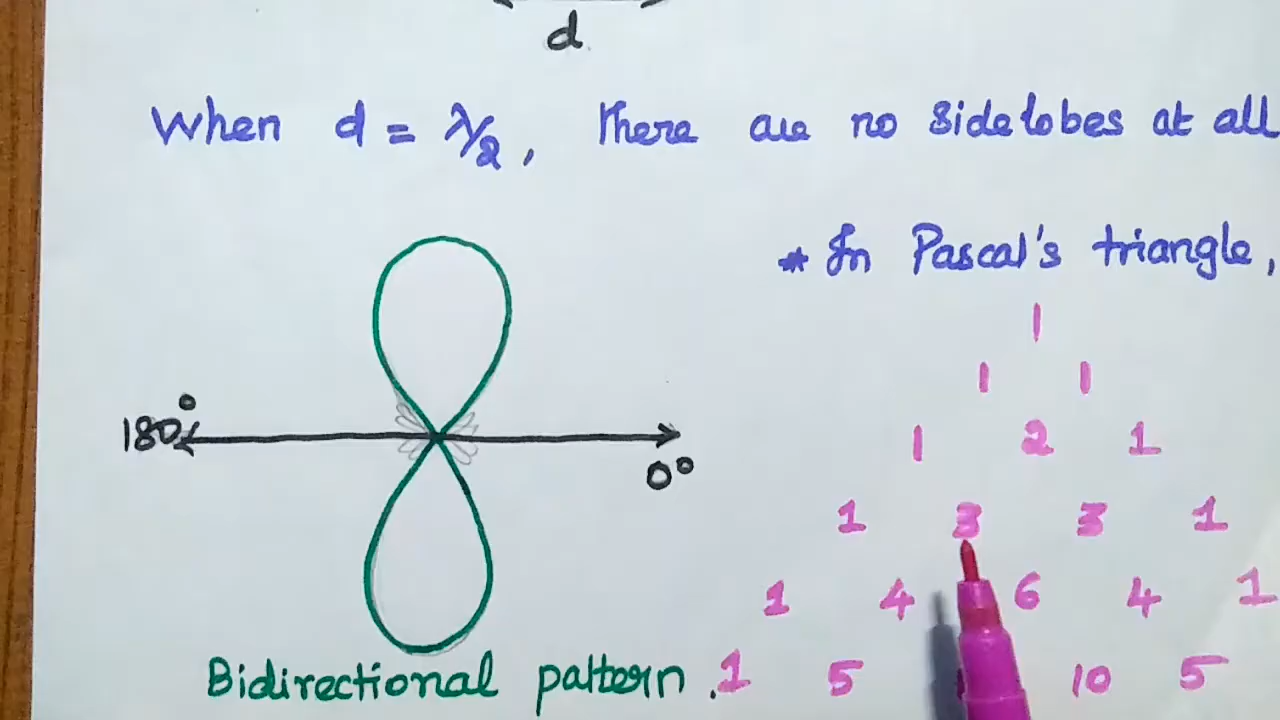 d
When d = λ/2, there are no sidelobes at all
* In Pascal's triangle,
1
1 1
1 2 1
180° 0°
1 3 3 1
1 4 6 4 1
Bidirectional pattern.
1 5 10 5